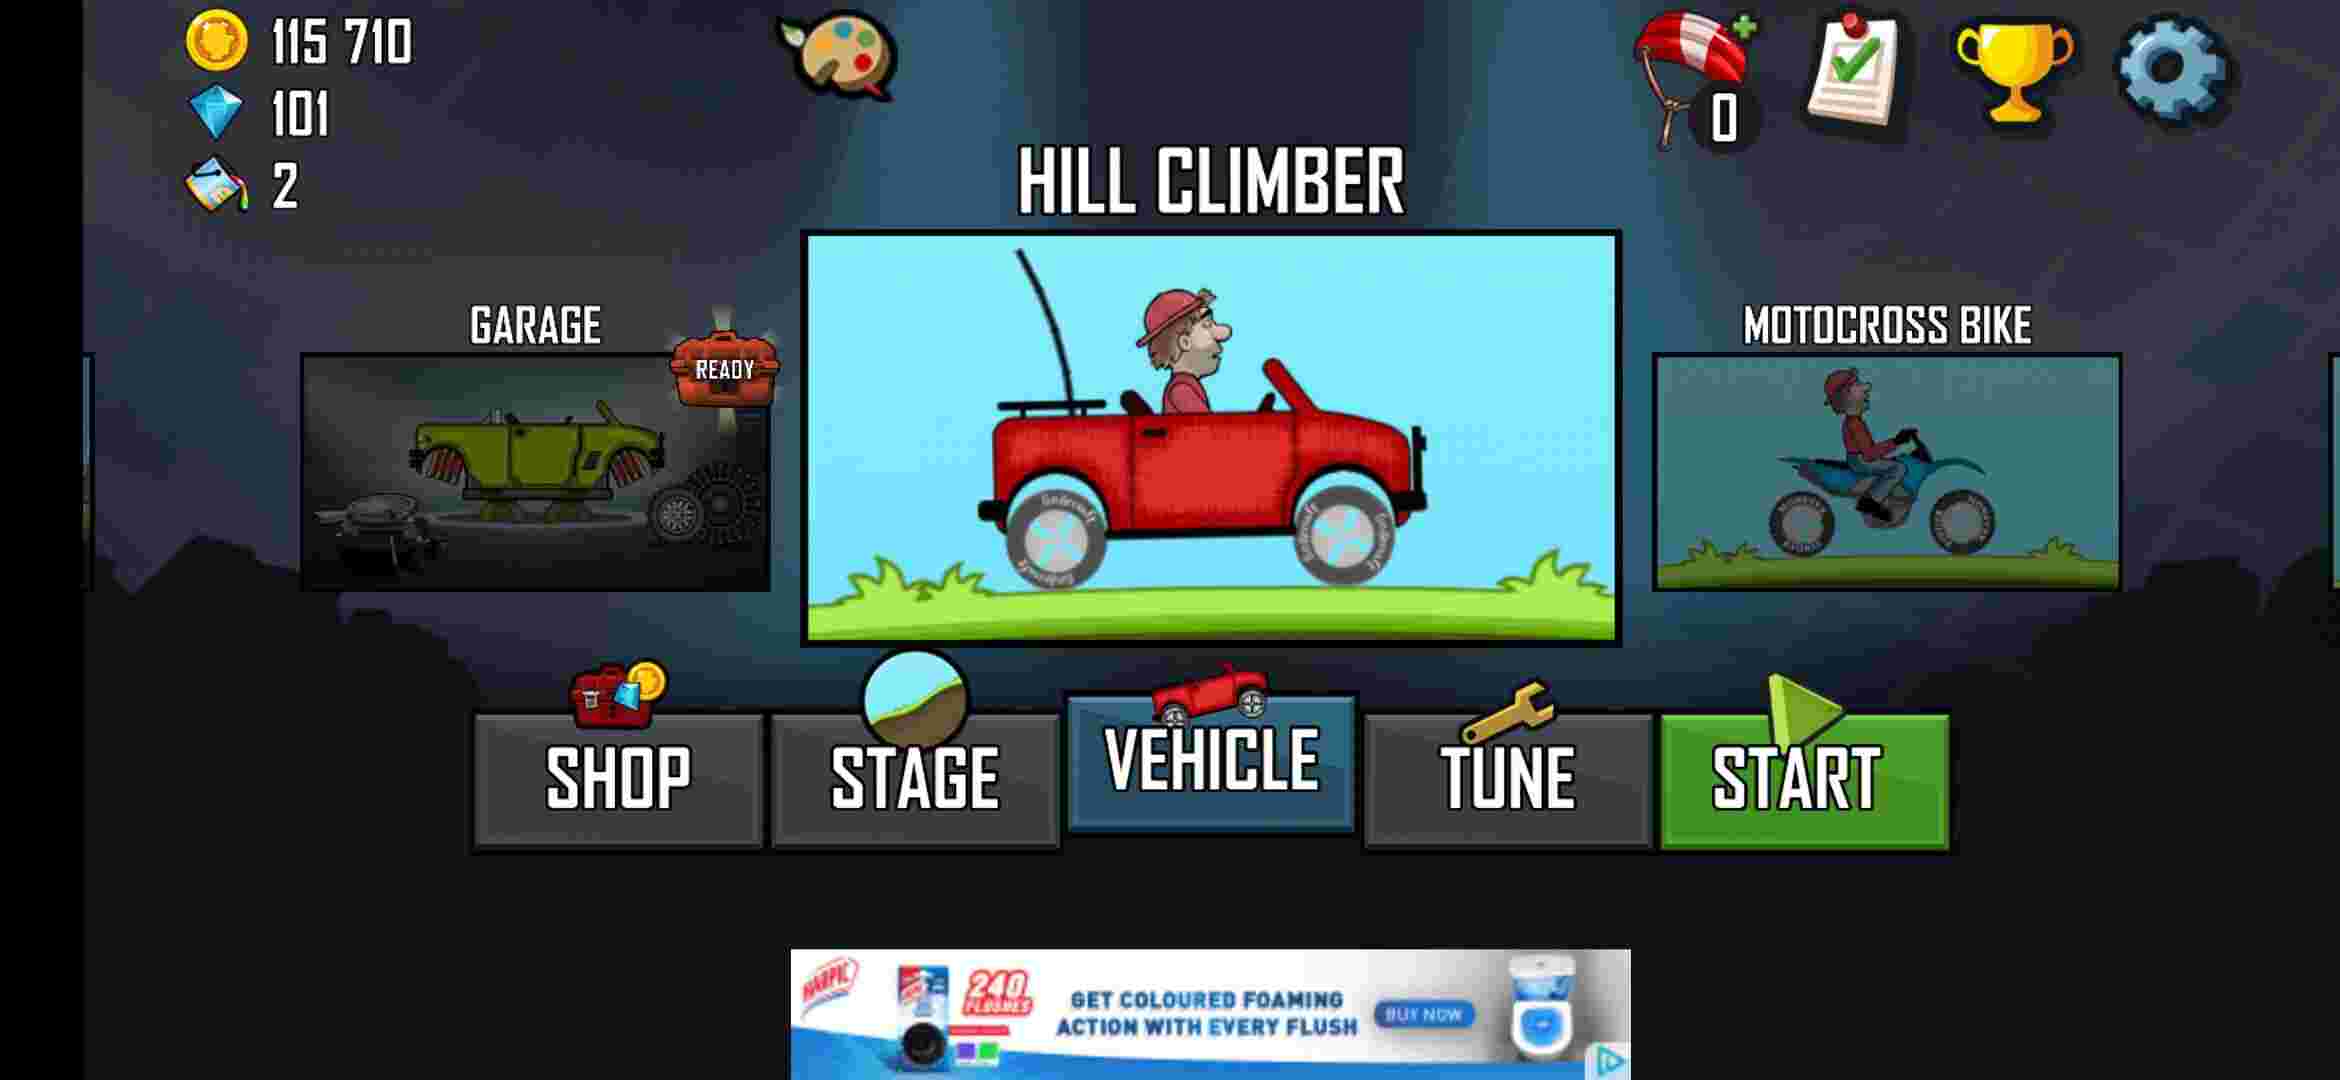 115 710
101
2
0
HILL CLIMBER
GARAGE
READY
MOTOCROSS BIKE
SHOP
STAGE
VEHICLE
TUNE
START
HARPIC
240
FLUSHES
GET COLOURED FOAMING
ACTION WITH EVERY FLUSH
BUY NOW